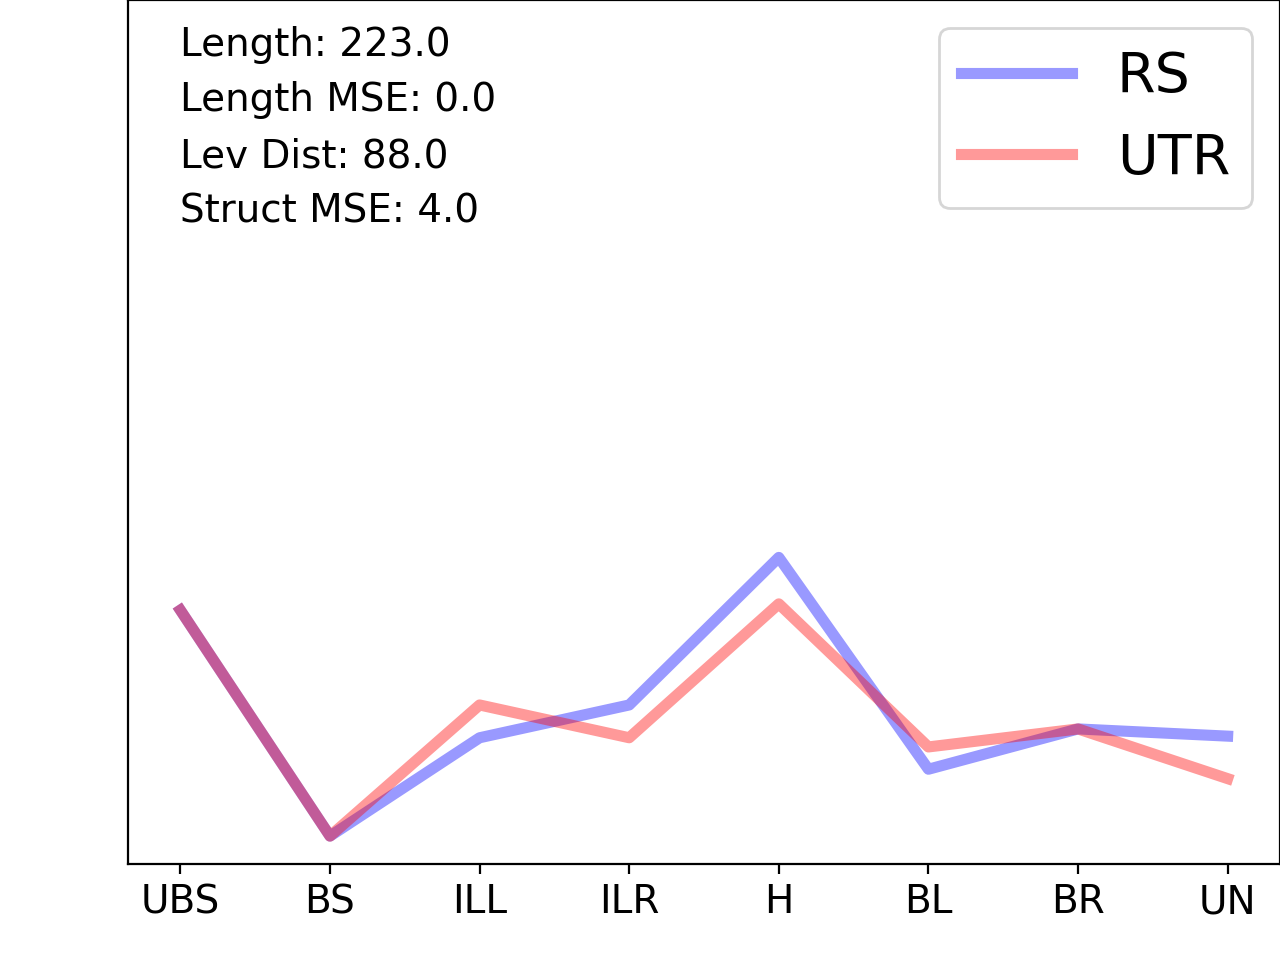 Length: 223.0
Length MSE: 0.0
Lev Dist: 88.0
Struct MSE: 4.0
RS
UTR
UBS BS ILL ILR H BL BR UN